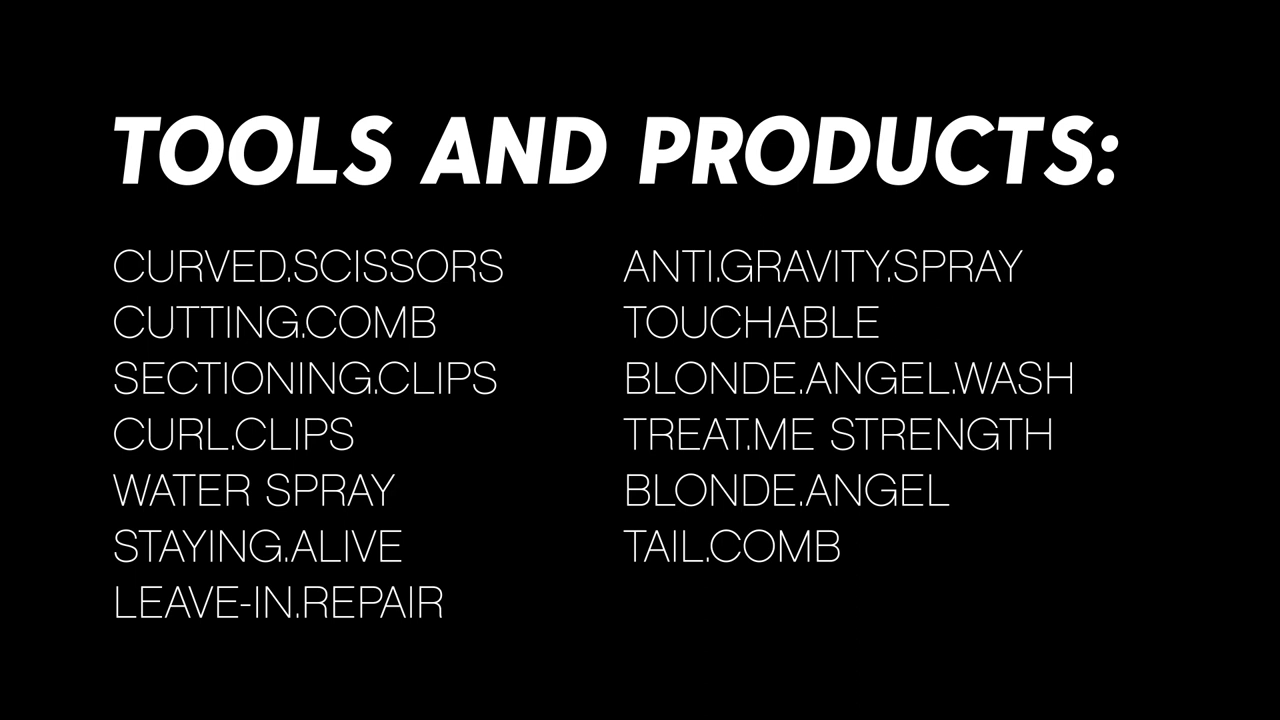 TOOLS AND PRODUCTS:
CURVED.SCISSORS
CUTTING.COMB
SECTIONING.CLIPS
CURL.CLIPS
WATER SPRAY
STAYING.ALIVE
LEAVE-IN.REPAIR
ANTI.GRAVITY.SPRAY
TOUCHABLE
BLONDE.ANGEL.WASH
TREAT.ME STRENGTH
BLONDE.ANGEL
TAIL.COMB